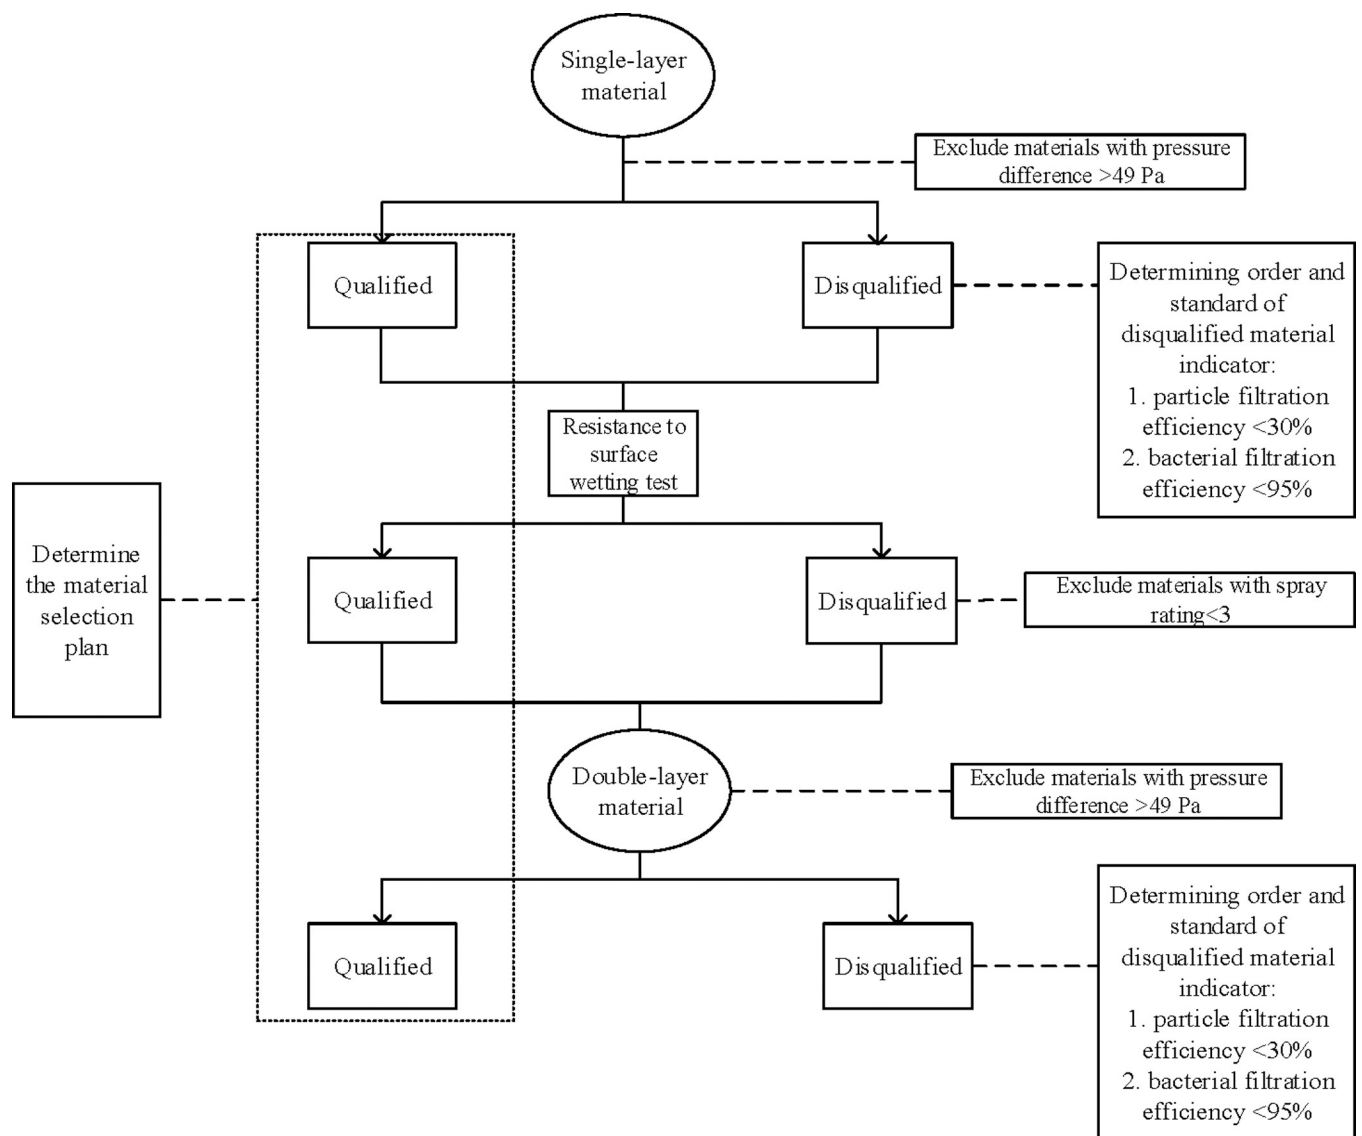 Single-layer
material
Exclude materials with pressure
difference >49 Pa
Qualified
Disqualified
Determining order and
standard of
disqualified material
indicator:
1. particle filtration
efficiency <30%
2. bacterial filtration
efficiency <95%
Resistance to
surface
wetting test
Determine
the material
selection
plan
Qualified
Disqualified
Exclude materials with spray
rating<3
Double-layer
material
Exclude materials with pressure
difference >49 Pa
Qualified
Disqualified
Determining order and
standard of
disqualified material
indicator:
1. particle filtration
efficiency <30%
2. bacterial filtration
efficiency <95%